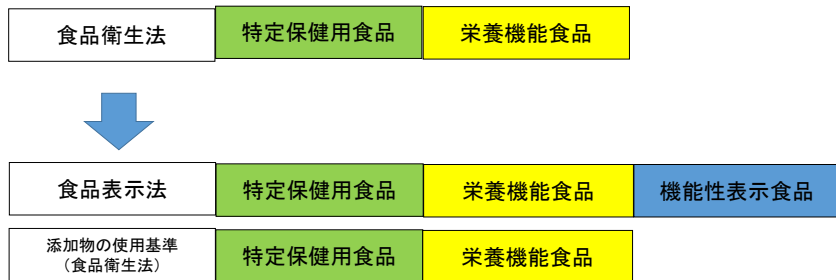 食品衛生法 特定保健用食品 栄養機能食品
食品表示法 特定保健用食品 栄養機能食品 機能性表示食品
添加物の使用基準
（食品衛生法） 特定保健用食品 栄養機能食品